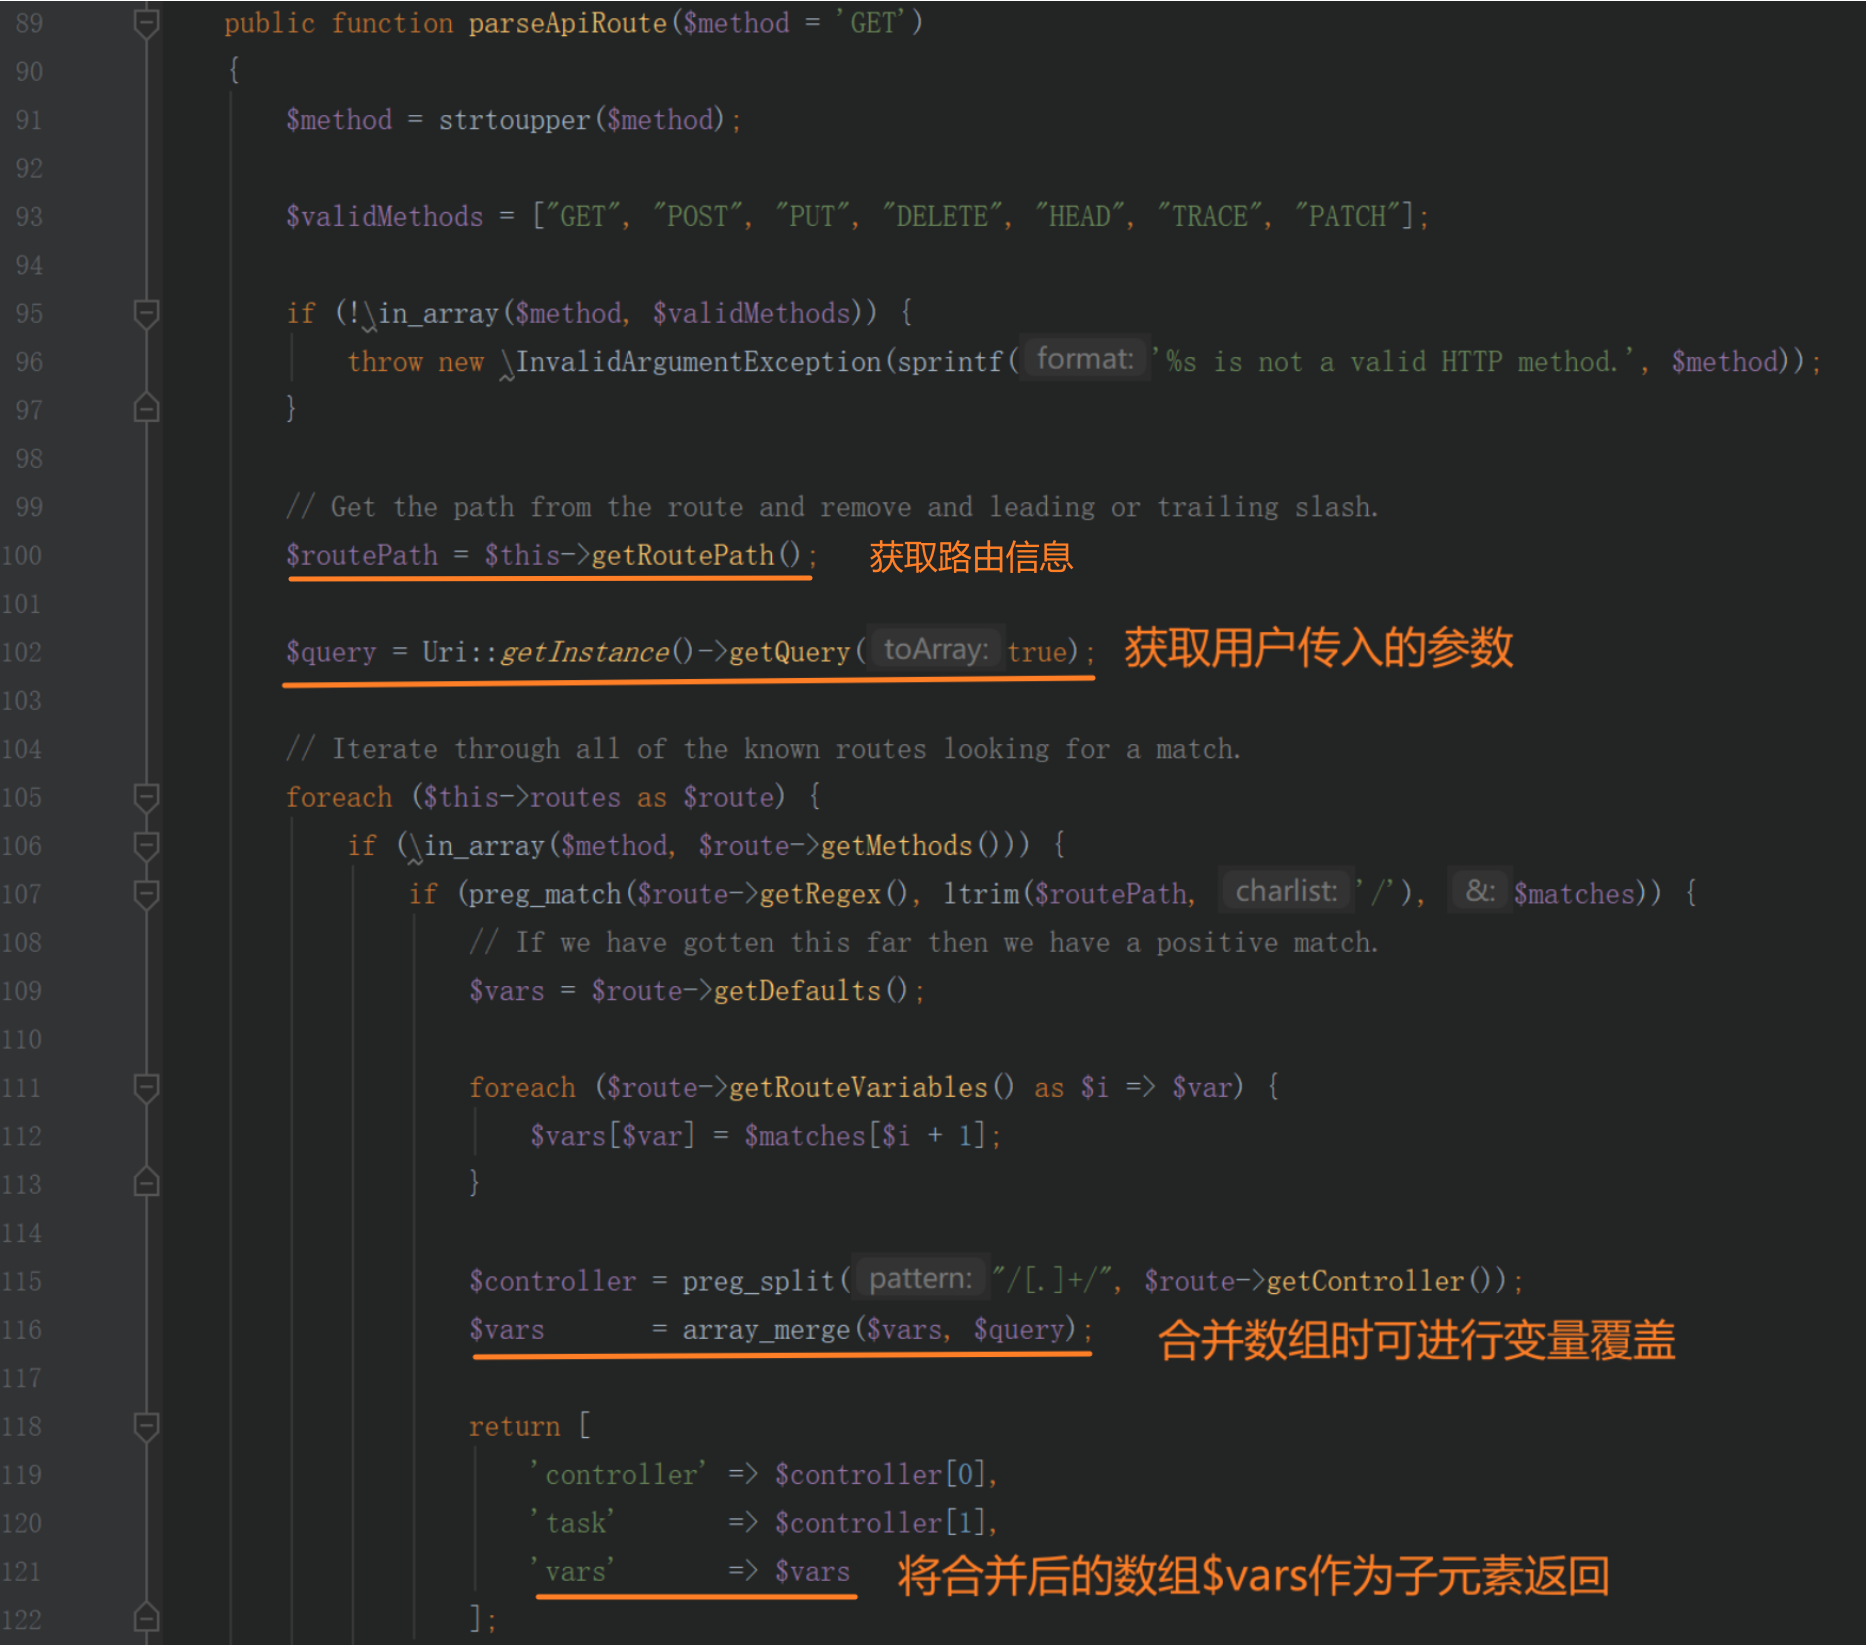 89 public function parseApiRoute($method = 'GET')
90 {
91 $method = strtoupper($method);
92
93 $validMethods = ["GET", "POST", "PUT", "DELETE", "HEAD", "TRACE", "PATCH"];
94
95 if (!\in_array($method, $validMethods)) {
96 throw new \InvalidArgumentException(sprintf( format: '%s is not a valid HTTP method.', $method));
97 }
98
99 // Get the path from the route and remove and leading or trailing slash.
100 $routePath = $this->getRoutePath(); 获取路由信息
101
102 $query = Uri::getInstance()->getQuery( toArray: true); 获取用户传入的参数
103
104 // Iterate through all of the known routes looking for a match.
105 foreach ($this->routes as $route) {
106 if (\in_array($method, $route->getMethods())) {
107 if (preg_match($route->getRegex(), ltrim($routePath, charlist: '/'), &: $matches)) {
108 // If we have gotten this far then we have a positive match.
109 $vars = $route->getDefaults();
110
111 foreach ($route->getRouteVariables() as $i => $var) {
112 $vars[$var] = $matches[$i + 1];
113 }
114
115 $controller = preg_split( pattern: "/[.]+/", $route->getController());
116 $vars = array_merge($vars, $query); 合并数组时可进行变量覆盖
117
118 return [
119 'controller' => $controller[0],
120 'task' => $controller[1],
121 'vars' => $vars 将合并后的数组$vars作为子元素返回
122 ];